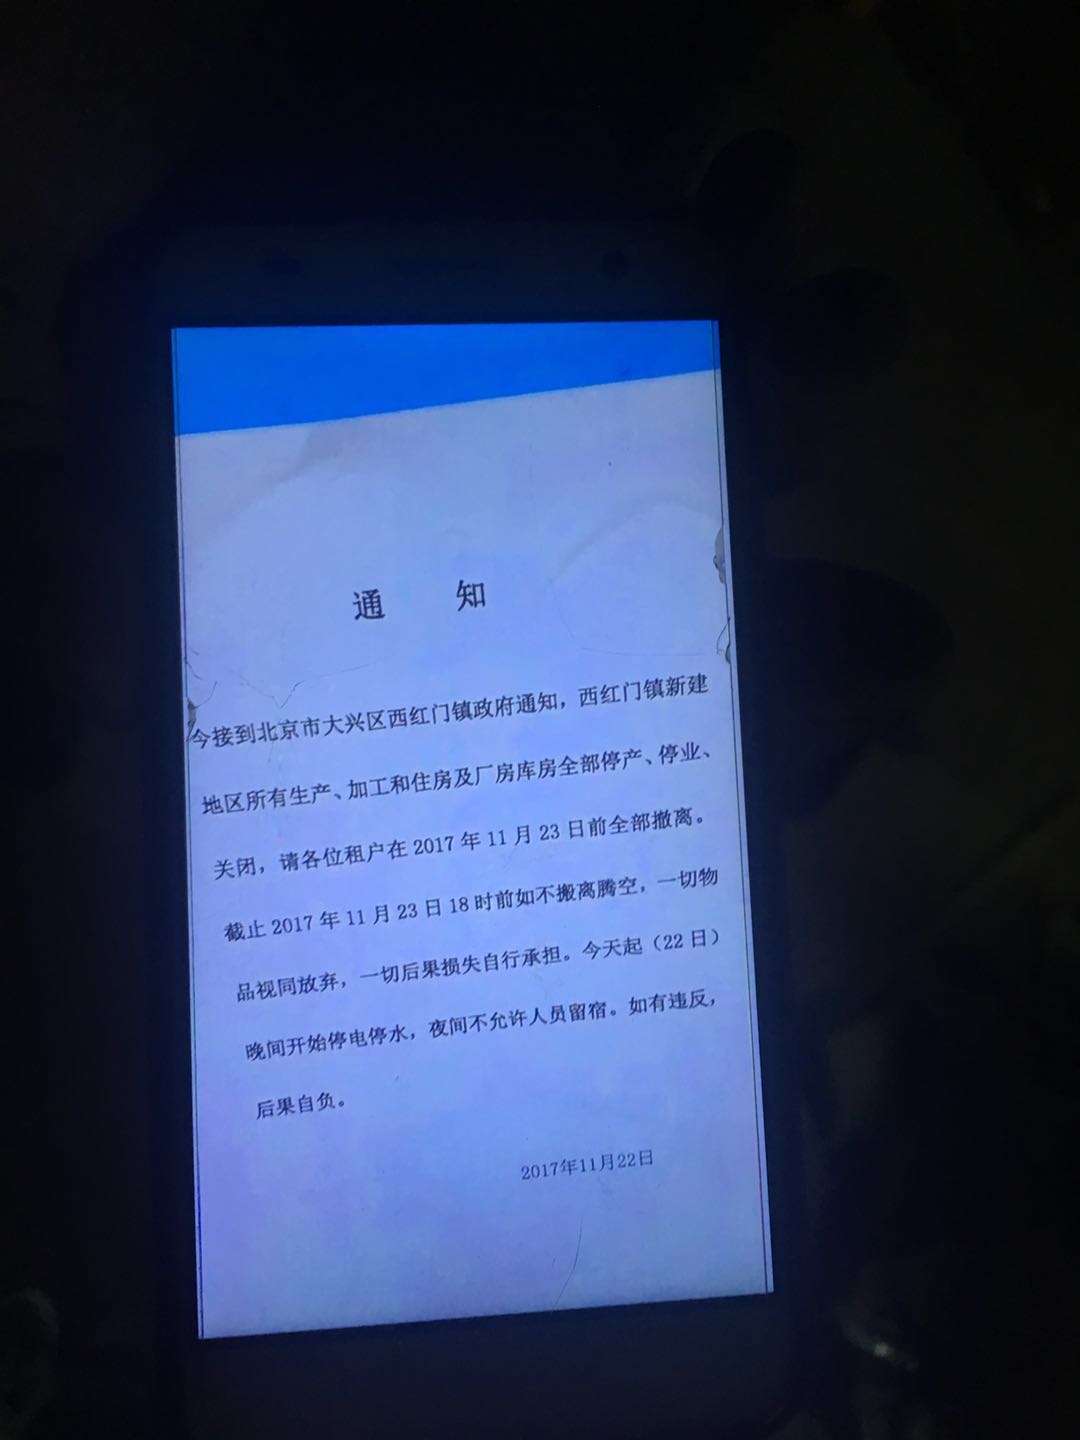 通 知
今接到北京市大兴区西红门镇政府通知，西红门镇新建
地区所有生产、加工和住房及厂房库房全部停产、停业、
关闭，请各位租户在 2017 年 11 月 23 日前全部撤离。
截止 2017 年 11 月 23 日 18 时前如不搬离腾空，一切物
品视同放弃，一切后果损失自行承担。今天起（22 日）
晚间开始停电停水，夜间不允许人员留宿。如有违反，
后果自负。
2017年11月22日